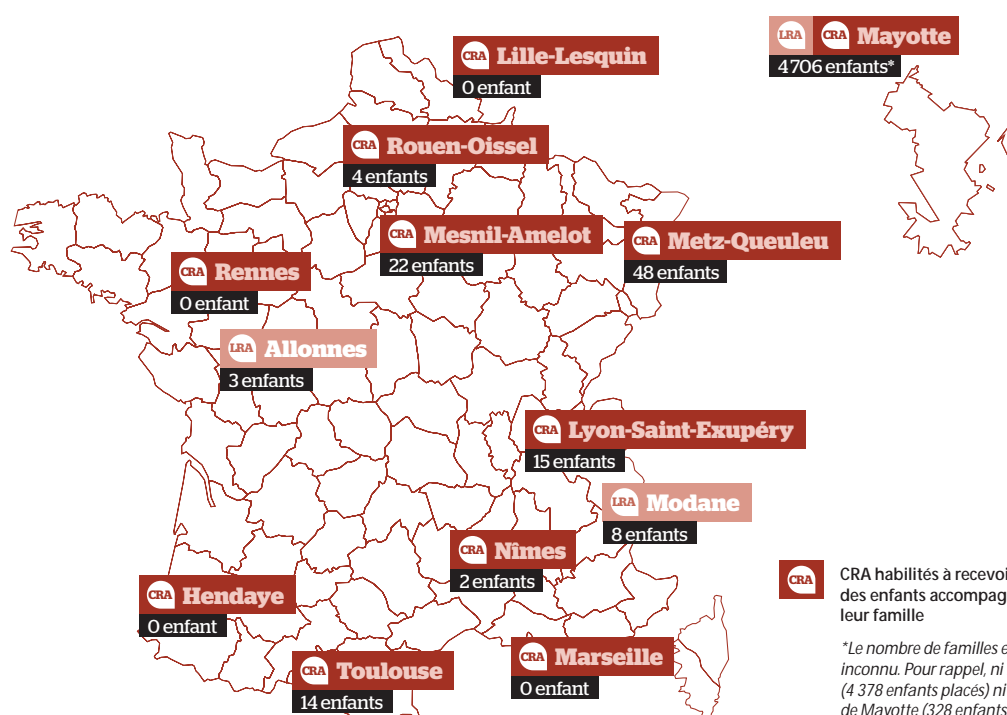 LRA CRA Mayotte
4 706 enfants*
CRA Lille-Lesquin
0 enfant
CRA Rouen-Oissel
4 enfants
CRA Mesnil-Amelot
22 enfants
CRA Metz-Queuleu
48 enfants
CRA Rennes
0 enfant
LRA Allonnes
3 enfants
CRA Lyon-Saint-Exupéry
15 enfants
LRA Modane
8 enfants
CRA Nîmes
2 enfants
CRA Hendaye
0 enfant
CRA Toulouse
14 enfants
CRA Marseille
0 enfant
CRA CRA habilités à recevoi
des enfants accompag
leur famille
*Le nombre de familles e
inconnu. Pour rappel, ni
(4 378 enfants placés) ni
de Mayotte (328 enfants